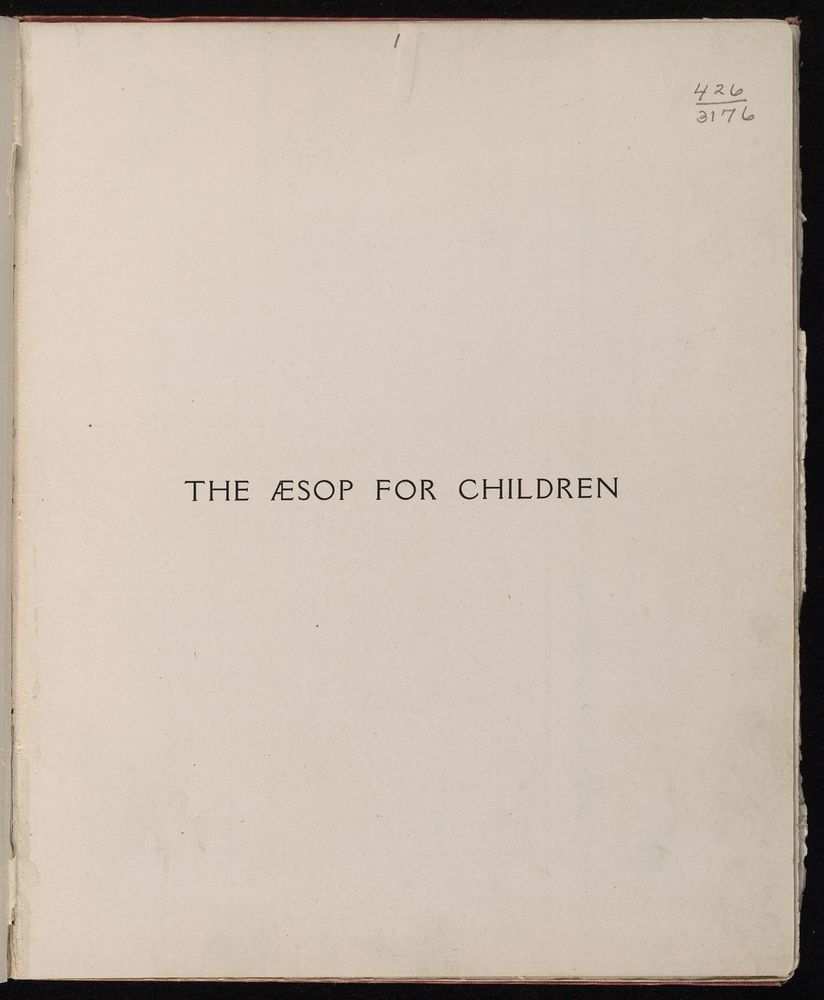 1
426
3176
THE ÆSOP FOR CHILDREN